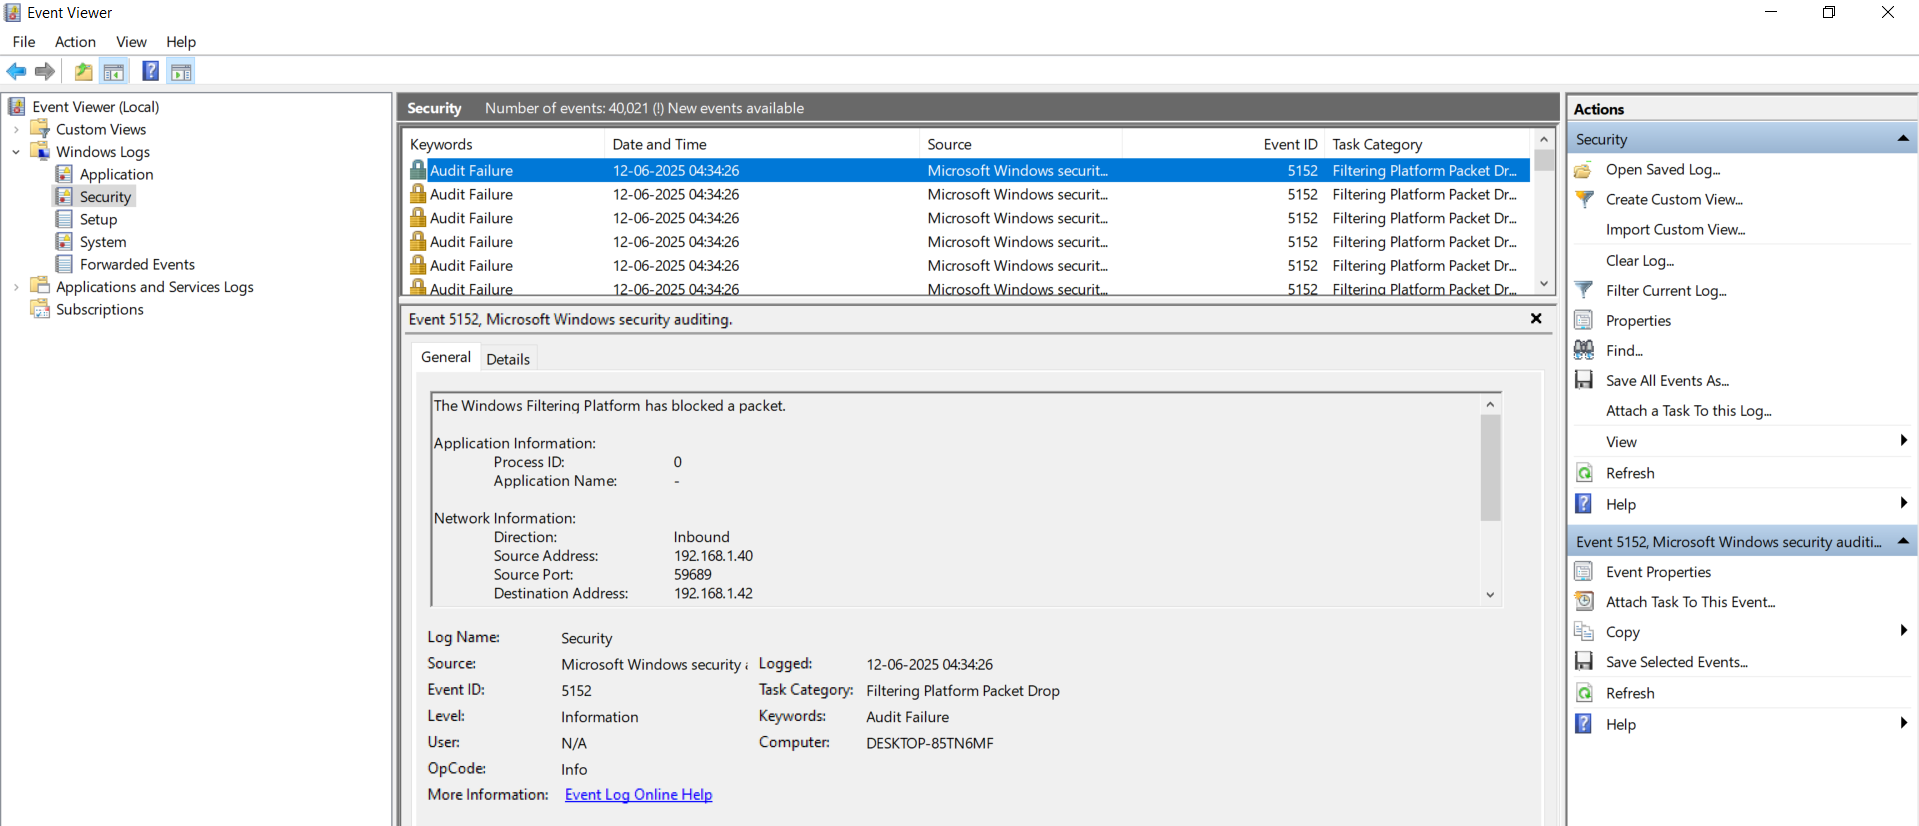 Event Viewer
File Action View Help
Event Viewer (Local)
Custom Views
Windows Logs
Application
Security
Setup
System
Forwarded Events
Applications and Services Logs
Subscriptions
Security Number of events: 40,021 (!) New events available
Keywords Date and Time Source Event ID Task Category
Audit Failure 12-06-2025 04:34:26 Microsoft Windows securit... 5152 Filtering Platform Packet Dr...
Audit Failure 12-06-2025 04:34:26 Microsoft Windows securit... 5152 Filtering Platform Packet Dr...
Audit Failure 12-06-2025 04:34:26 Microsoft Windows securit... 5152 Filtering Platform Packet Dr...
Audit Failure 12-06-2025 04:34:26 Microsoft Windows securit... 5152 Filtering Platform Packet Dr...
Audit Failure 12-06-2025 04:34:26 Microsoft Windows securit... 5152 Filtering Platform Packet Dr...
Audit Failure 12-06-2025 04:34:26 Microsoft Windows securit... 5152 Filtering Platform Packet Dr...
Event 5152, Microsoft Windows security auditing.
General Details
The Windows Filtering Platform has blocked a packet.
Application Information:
Process ID: 0
Application Name: -
Network Information:
Direction: Inbound
Source Address: 192.168.1.40
Source Port: 59689
Destination Address: 192.168.1.42
Log Name: Security
Source: Microsoft Windows security a Logged: 12-06-2025 04:34:26
Event ID: 5152 Task Category: Filtering Platform Packet Drop
Level: Information Keywords: Audit Failure
User: N/A Computer: DESKTOP-85TN6MF
OpCode: Info
More Information: Event Log Online Help
Actions
Security
Open Saved Log...
Create Custom View...
Import Custom View...
Clear Log...
Filter Current Log...
Properties
Find...
Save All Events As...
Attach a Task To this Log...
View
Refresh
Help
Event 5152, Microsoft Windows security auditi...
Event Properties
Attach Task To This Event...
Copy
Save Selected Events...
Refresh
Help